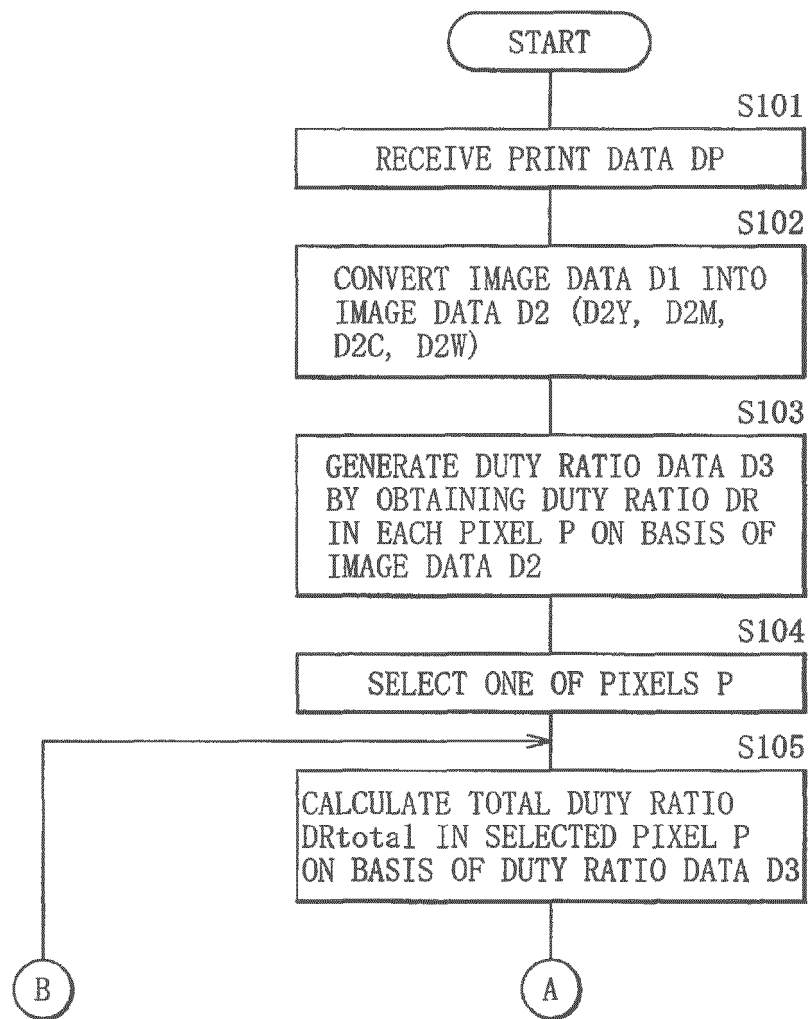 START
S101
RECEIVE PRINT DATA DP
S102
CONVERT IMAGE DATA D1 INTO
IMAGE DATA D2 (D2Y, D2M,
D2C, D2W)
S103
GENERATE DUTY RATIO DATA D3
BY OBTAINING DUTY RATIO DR
IN EACH PIXEL P ON BASIS OF
IMAGE DATA D2
S104
SELECT ONE OF PIXELS P
S105
CALCULATE TOTAL DUTY RATIO
DRtotal IN SELECTED PIXEL P
ON BASIS OF DUTY RATIO DATA D3
B
A